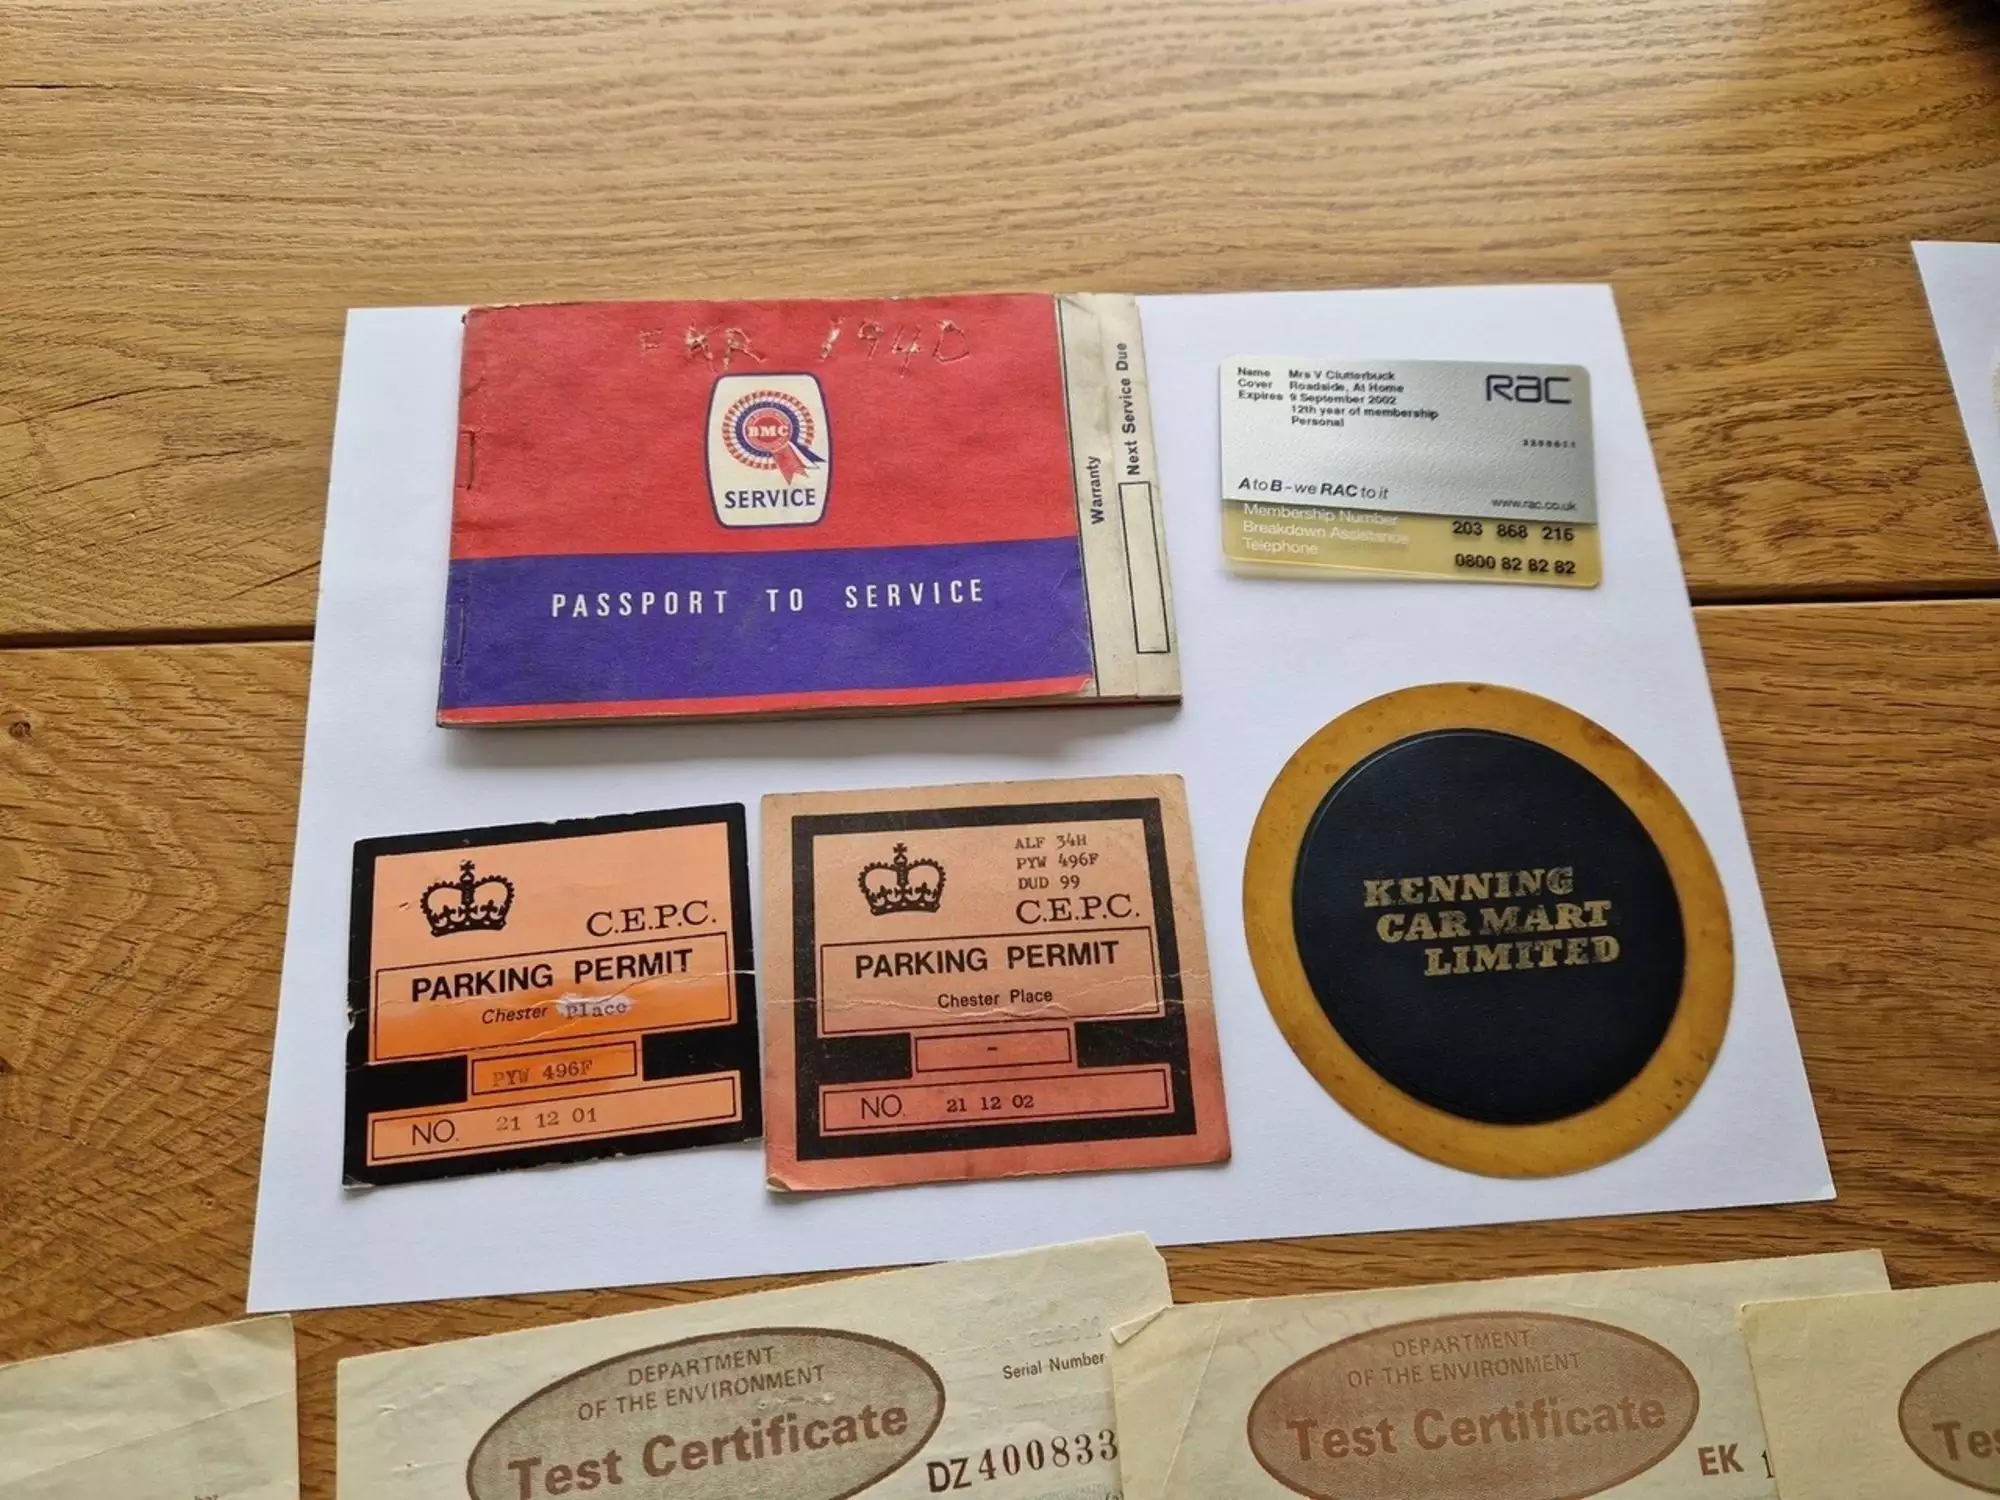 BMC
SERVICE
PASSPORT TO SERVICE
Warranty
Next Service Due
Name Mrs V Clutterbuck
Cover Roadside, At Home
Expires 9 September 2002
12th year of membership
Personal
RAC
A to B - we RAC to it
www.rac.co.uk
Membership Number 203 868 216
Breakdown Assistance
Telephone 0800 82 82 82
C.E.P.C.
PARKING PERMIT
Chester Place
PYW 496F
NO. 21 12 01
ALF 34H
PYW 496F
DUD 99
C.E.P.C.
PARKING PERMIT
Chester Place
-
NO. 21 12 02
KENNING
CAR MART
LIMITED
DEPARTMENT
OF THE ENVIRONMENT
Test Certificate
Serial Number
DZ 400833
DEPARTMENT
OF THE ENVIRONMENT
Test Certificate
EK 1